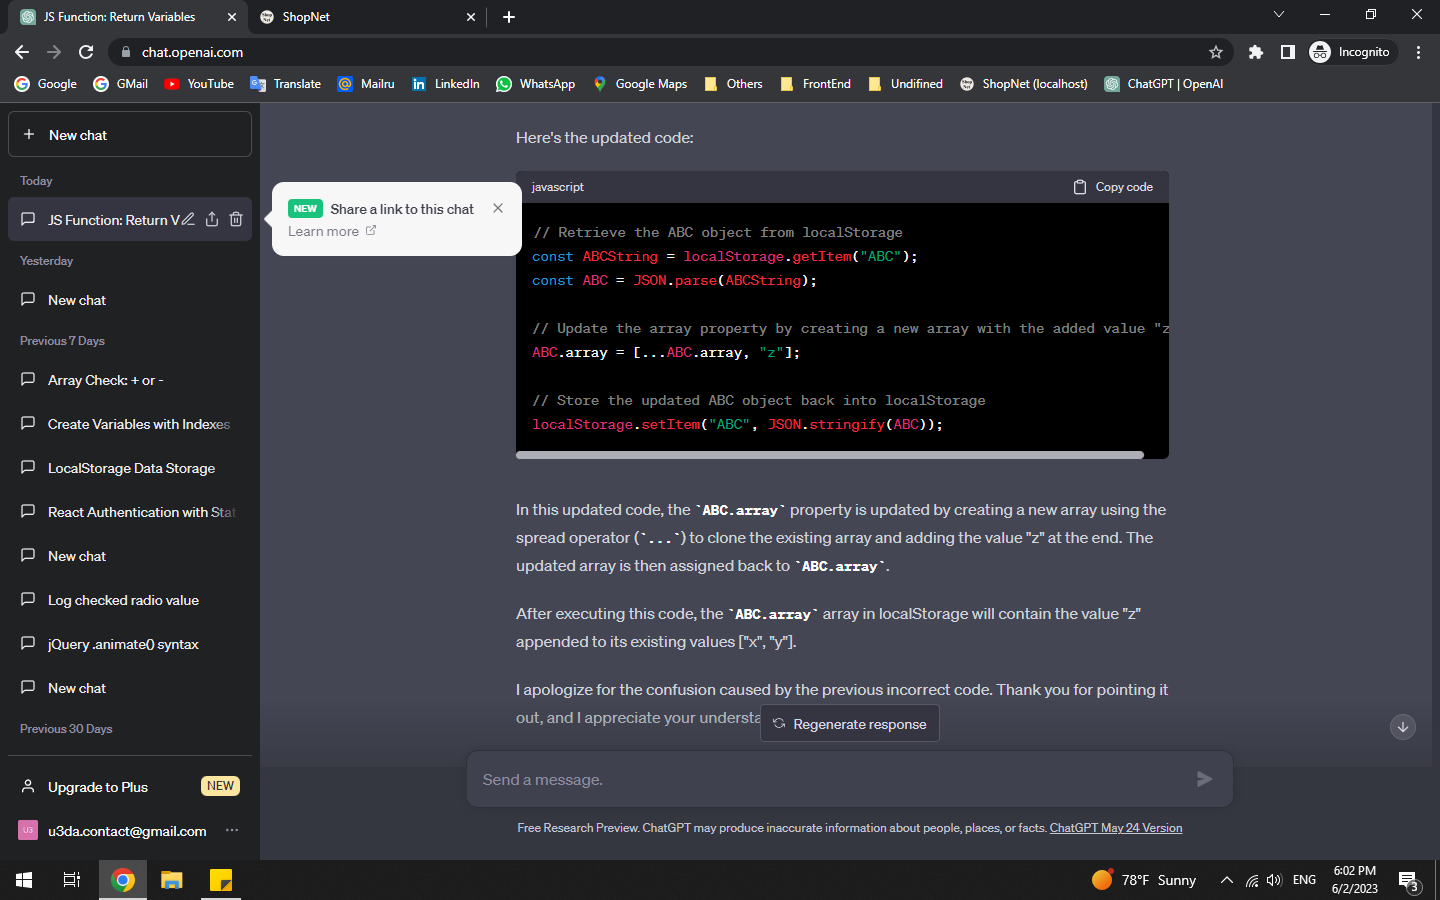 JS Function: Return Variables
ShopNet
chat.openai.com
Incognito
Google
GMail
YouTube
Translate
Mailru
LinkedIn
WhatsApp
Google Maps
Others
FrontEnd
Undifined
ShopNet (localhost)
ChatGPT | OpenAI
New chat
Today
JS Function: Return V
Yesterday
New chat
Previous 7 Days
Array Check: + or -
Create Variables with Indexes
LocalStorage Data Storage
React Authentication with Stat
New chat
Log checked radio value
jQuery .animate() syntax
New chat
Previous 30 Days
Upgrade to Plus NEW
U3 u3da.contact@gmail.com
NEW Share a link to this chat
Learn more
Here's the updated code:
javascript
Copy code
// Retrieve the ABC object from localStorage
const ABCString = localStorage.getItem("ABC");
const ABC = JSON.parse(ABCString);
// Update the array property by creating a new array with the added value "z
ABC.array = [...ABC.array, "z"];
// Store the updated ABC object back into localStorage
localStorage.setItem("ABC", JSON.stringify(ABC));
In this updated code, the `ABC.array` property is updated by creating a new array using the
spread operator (`...`) to clone the existing array and adding the value "z" at the end. The
updated array is then assigned back to `ABC.array`.
After executing this code, the `ABC.array` array in localStorage will contain the value "z"
appended to its existing values ["x", "y"].
I apologize for the confusion caused by the previous incorrect code. Thank you for pointing it
out, and I appreciate your understa
Regenerate response
Send a message.
Free Research Preview. ChatGPT may produce inaccurate information about people, places, or facts. ChatGPT May 24 Version
78°F Sunny
ENG
6:02 PM
6/2/2023
3